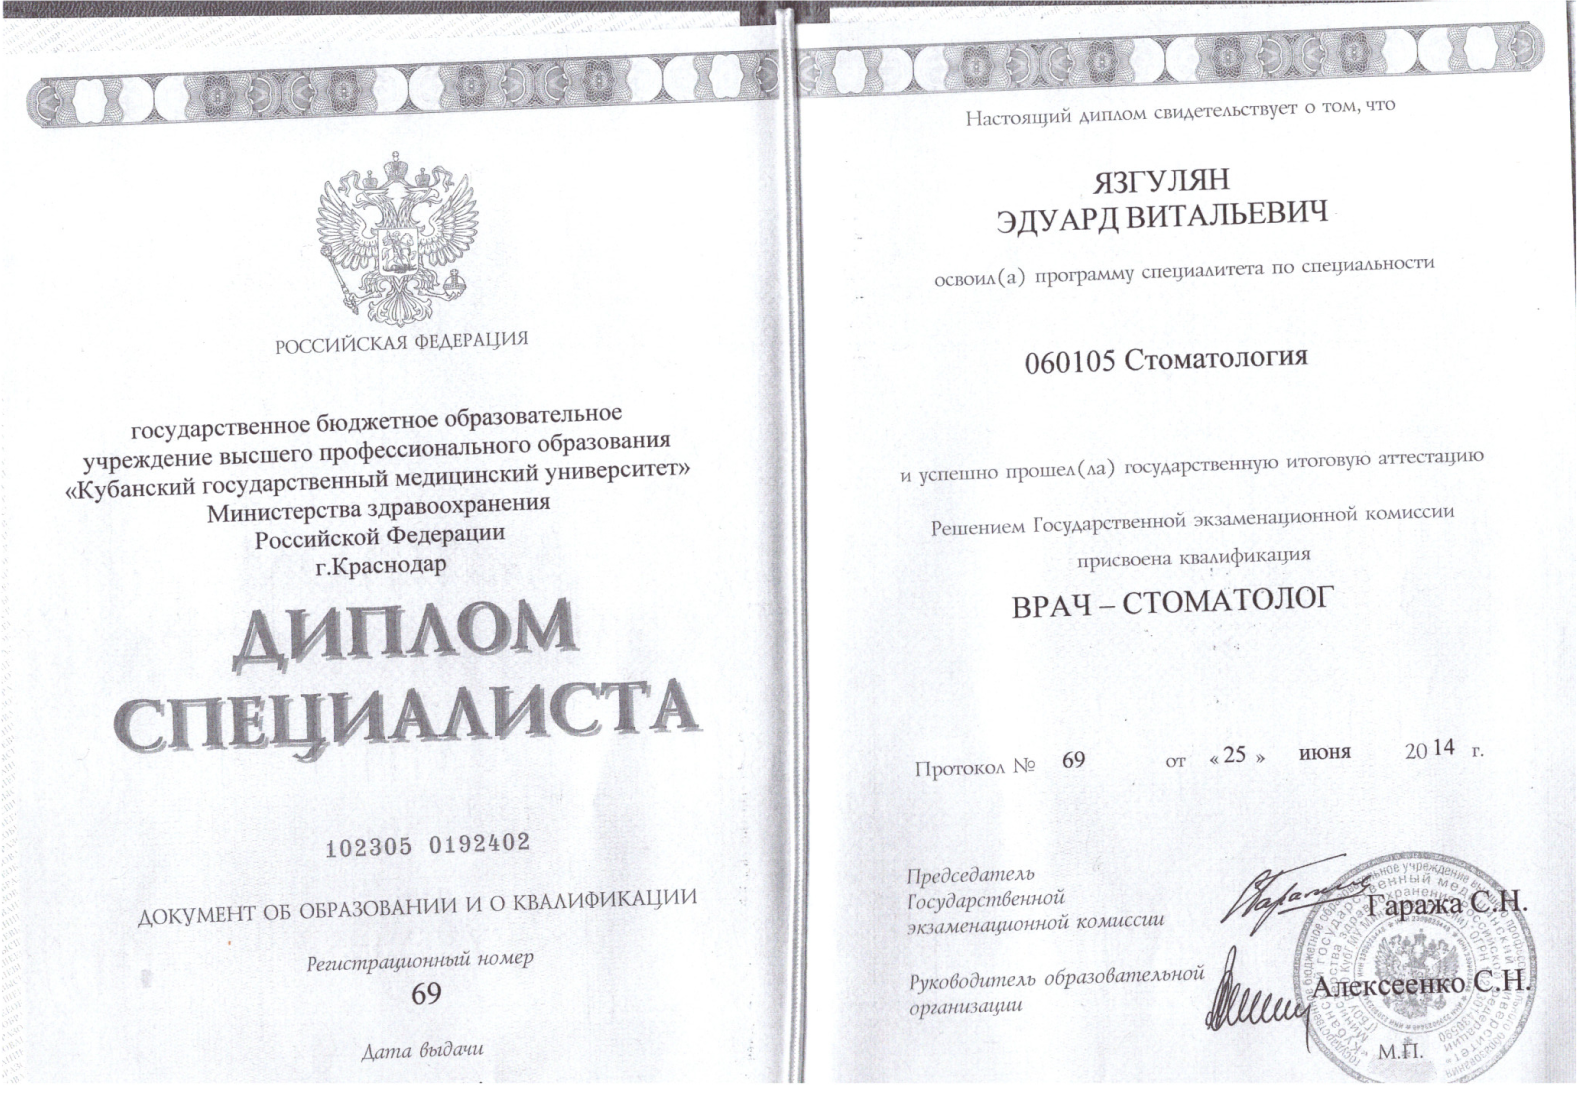 РОССИЙСКАЯ ФЕДЕРАЦИЯ
государственное бюджетное образовательное
учреждение высшего профессионального образования
«Кубанский государственный медицинский университет»
Министерства здравоохранения
Российской Федерации
г.Краснодар
ДИПЛОМ
СПЕЦИАЛИСТА
102305 0192402
ДОКУМЕНТ ОБ ОБРАЗОВАНИИ И О КВАЛИФИКАЦИИ
Регистрационный номер
69
Дата выдачи
Настоящий диплом свидетельствует о том, что
ЯЗГУЛЯН
ЭДУАРД ВИТАЛЬЕВИЧ
освоил(а) программу специалитета по специальности
060105 Стоматология
и успешно прошел(ла) государственную итоговую аттестацию
Решением Государственной экзаменационной комиссии
присвоена квалификация
ВРАЧ – СТОМАТОЛОГ
Протокол № 69 от « 25 » июня 20 14 г.
Председатель
Государственной
экзаменационной комиссии
Гаража С.Н.
Руководитель образовательной
организации
Алексеенко С.Н.
М.П.